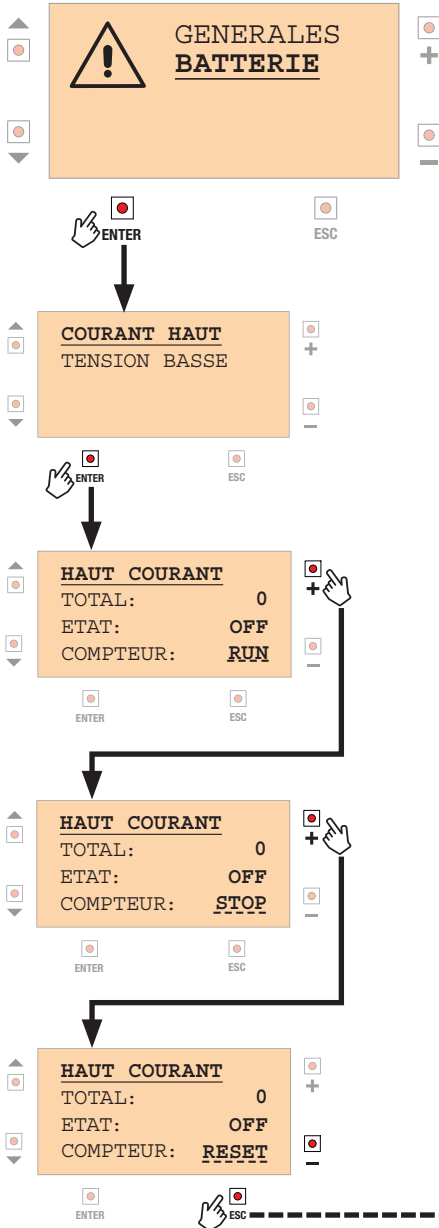 GENERALES
BATTERIE
+
−
ENTER
ESC
COURANT HAUT
TENSION BASSE
+
−
ENTER
ESC
HAUT COURANT
TOTAL: 0
ETAT: OFF
COMPTEUR: RUN
+
−
ENTER
ESC
HAUT COURANT
TOTAL: 0
ETAT: OFF
COMPTEUR: STOP
+
−
ENTER
ESC
HAUT COURANT
TOTAL: 0
ETAT: OFF
COMPTEUR: RESET
+
−
ENTER
ESC